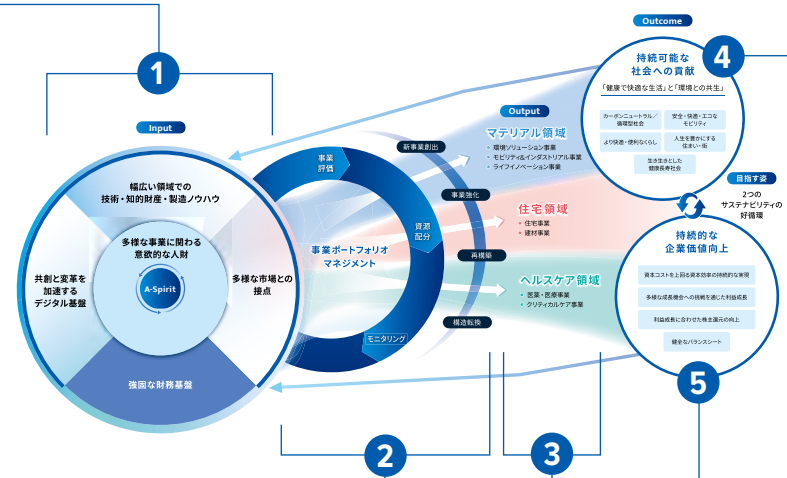 1
Input
幅広い領域での
技術・知的財産・製造ノウハウ
多様な事業に関わる
意欲的な人財
A-Spirit
共創と変革を
加速する
デジタル基盤
多様な市場との
接点
強固な財務基盤
事業
評価
資源
配分
モニタリング
事業ポートフォリオ
マネジメント
2
新事業創出
事業強化
再構築
構造転換
Output
マテリアル領域
・環境ソリューション事業
・モビリティ&インダストリアル事業
・ライフイノベーション事業
住宅領域
・住宅事業
・建材事業
ヘルスケア領域
・医薬・医療事業
・クリティカルケア事業
3
Outcome
4
持続可能な
社会への貢献
「健康で快適な生活」と「環境との共生」
カーボンニュートラル/
循環型社会
安全・快適・エコな
モビリティ
より快適・便利なくらし
人生を豊かにする
住まい・街
生き生きとした
健康長寿社会
目指す姿
2つの
サステナビリティの
好循環
持続的な
企業価値向上
資本コストを上回る資本効率の持続的な実現
多様な成長機会への挑戦を通じた利益成長
利益成長に合わせた株主還元の向上
健全なバランスシート
5